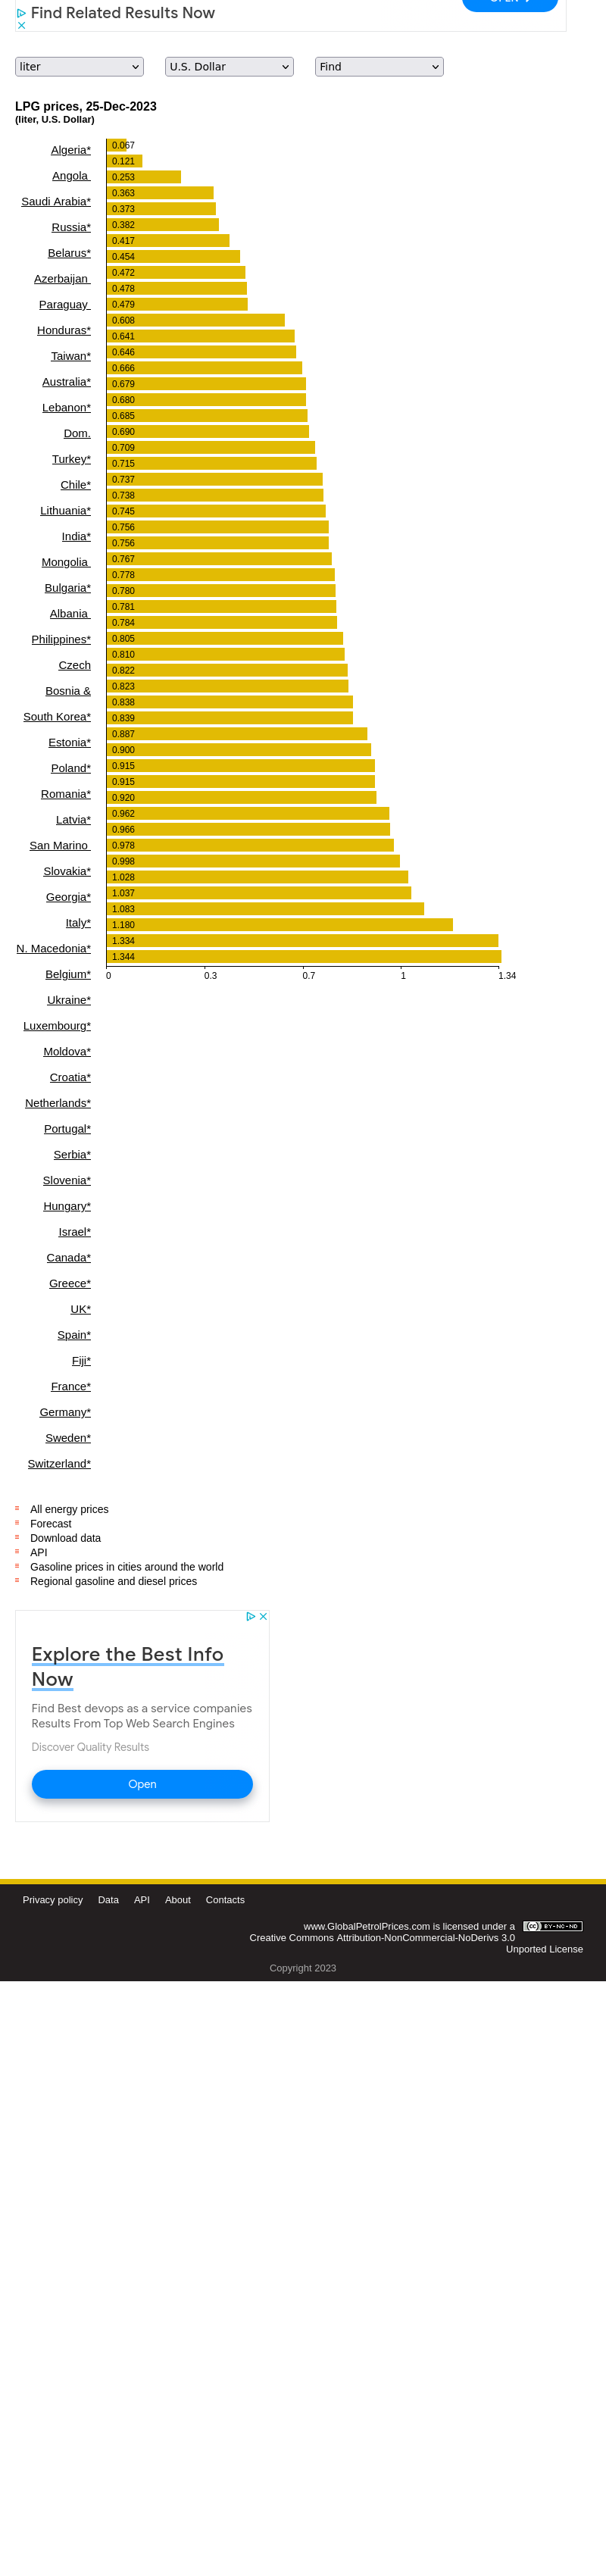 Find Related Results Now
liter
U.S. Dollar
Find
LPG prices, 25-Dec-2023
(liter, U.S. Dollar)
Algeria*
Angola
Saudi Arabia*
Russia*
Belarus*
Azerbaijan
Paraguay
Honduras*
Taiwan*
Australia*
Lebanon*
Dom.
Turkey*
Chile*
Lithuania*
India*
Mongolia
Bulgaria*
Albania
Philippines*
Czech
Bosnia &
South Korea*
Estonia*
Poland*
Romania*
Latvia*
San Marino
Slovakia*
Georgia*
Italy*
N. Macedonia*
Belgium*
Ukraine*
Luxembourg*
Moldova*
Croatia*
Netherlands*
Portugal*
Serbia*
Slovenia*
Hungary*
Israel*
Canada*
Greece*
UK*
Spain*
Fiji*
France*
Germany*
Sweden*
Switzerland*
0.067
0.121
0.253
0.363
0.373
0.382
0.417
0.454
0.472
0.478
0.479
0.608
0.641
0.646
0.666
0.679
0.680
0.685
0.690
0.709
0.715
0.737
0.738
0.745
0.756
0.756
0.767
0.778
0.780
0.781
0.784
0.805
0.810
0.822
0.823
0.838
0.839
0.887
0.900
0.915
0.915
0.920
0.962
0.966
0.978
0.998
1.028
1.037
1.083
1.180
1.334
1.344
0 0.3 0.7 1 1.34
All energy prices
Forecast
Download data
API
Gasoline prices in cities around the world
Regional gasoline and diesel prices
Explore the Best Info
Now
Find Best devops as a service companies
Results From Top Web Search Engines
Discover Quality Results
Open
Privacy policy Data API About Contacts
www.GlobalPetrolPrices.com is licensed under a
Creative Commons Attribution-NonCommercial-NoDerivs 3.0
Unported License
cc BY-NC-ND
Copyright 2023